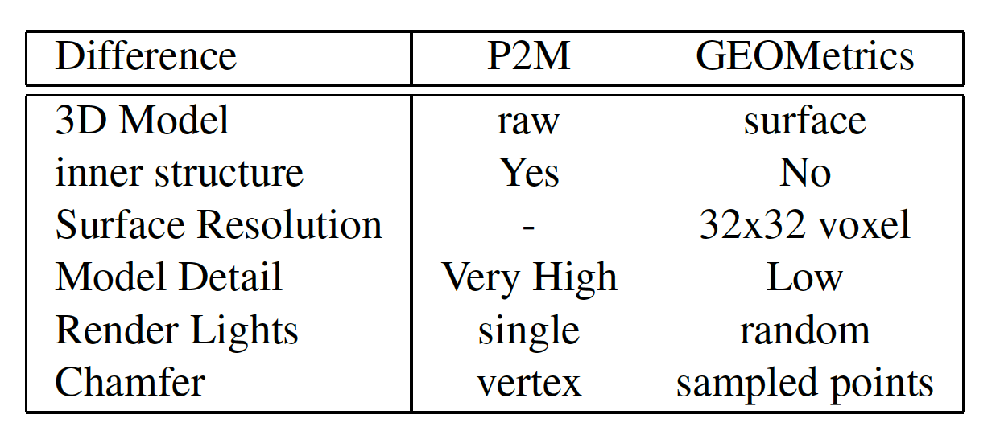 Difference P2M GEOMetrics
3D Model raw surface
inner structure Yes No
Surface Resolution - 32x32 voxel
Model Detail Very High Low
Render Lights single random
Chamfer vertex sampled points